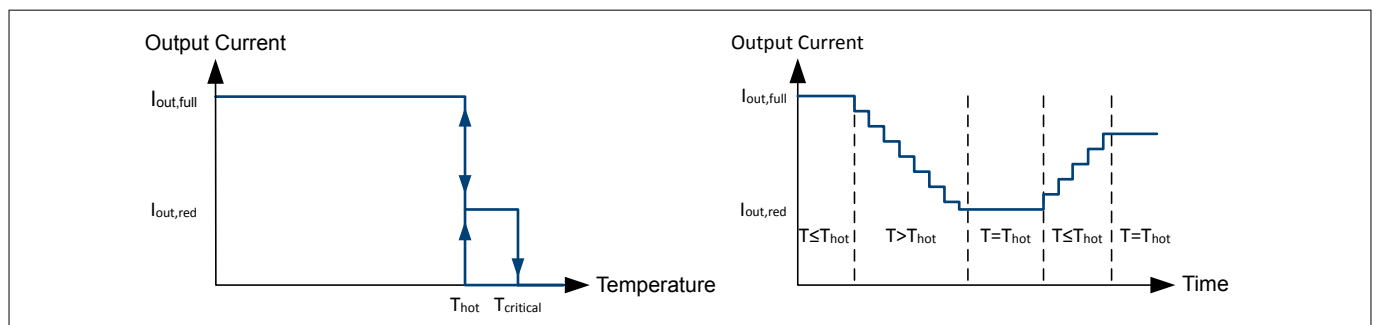 Output Current
Iout,full
Iout,red
Thot
Tcritical
Temperature
Output Current
Iout,full
Iout,red
T≤Thot
T>Thot
T=Thot
T≤Thot
T=Thot
Time